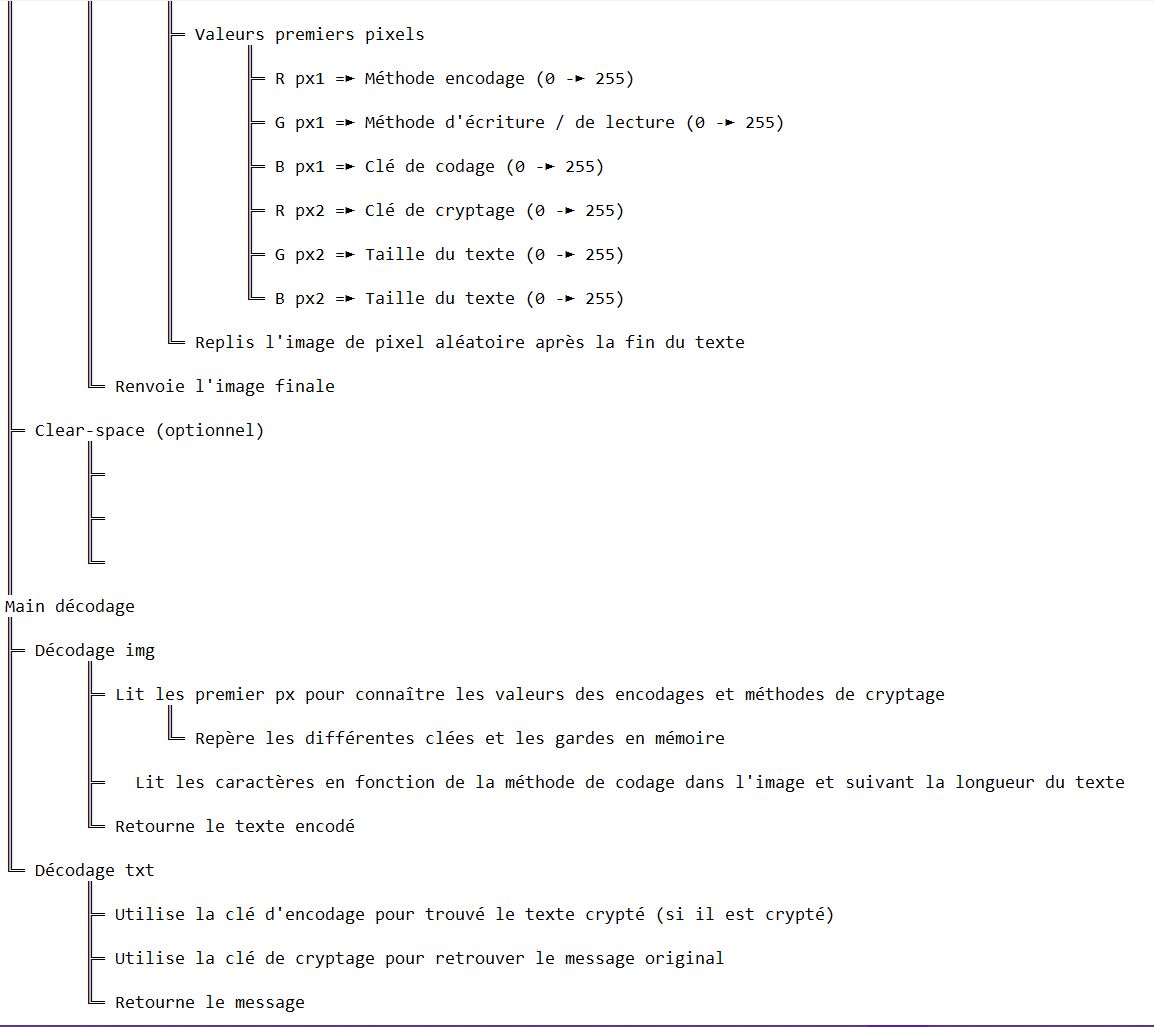 Valeurs premiers pixels
R px1 =► Méthode encodage (0 -► 255)
G px1 =► Méthode d'écriture / de lecture (0 -► 255)
B px1 =► Clé de codage (0 -► 255)
R px2 =► Clé de cryptage (0 -► 255)
G px2 =► Taille du texte (0 -► 255)
B px2 =► Taille du texte (0 -► 255)
Replis l'image de pixel aléatoire après la fin du texte
Renvoie l'image finale
Clear-space (optionnel)
Main décodage
Décodage img
Lit les premier px pour connaître les valeurs des encodages et méthodes de cryptage
Repère les différentes clées et les gardes en mémoire
Lit les caractères en fonction de la méthode de codage dans l'image et suivant la longueur du texte
Retourne le texte encodé
Décodage txt
Utilise la clé d'encodage pour trouvé le texte crypté (si il est crypté)
Utilise la clé de cryptage pour retrouver le message original
Retourne le message